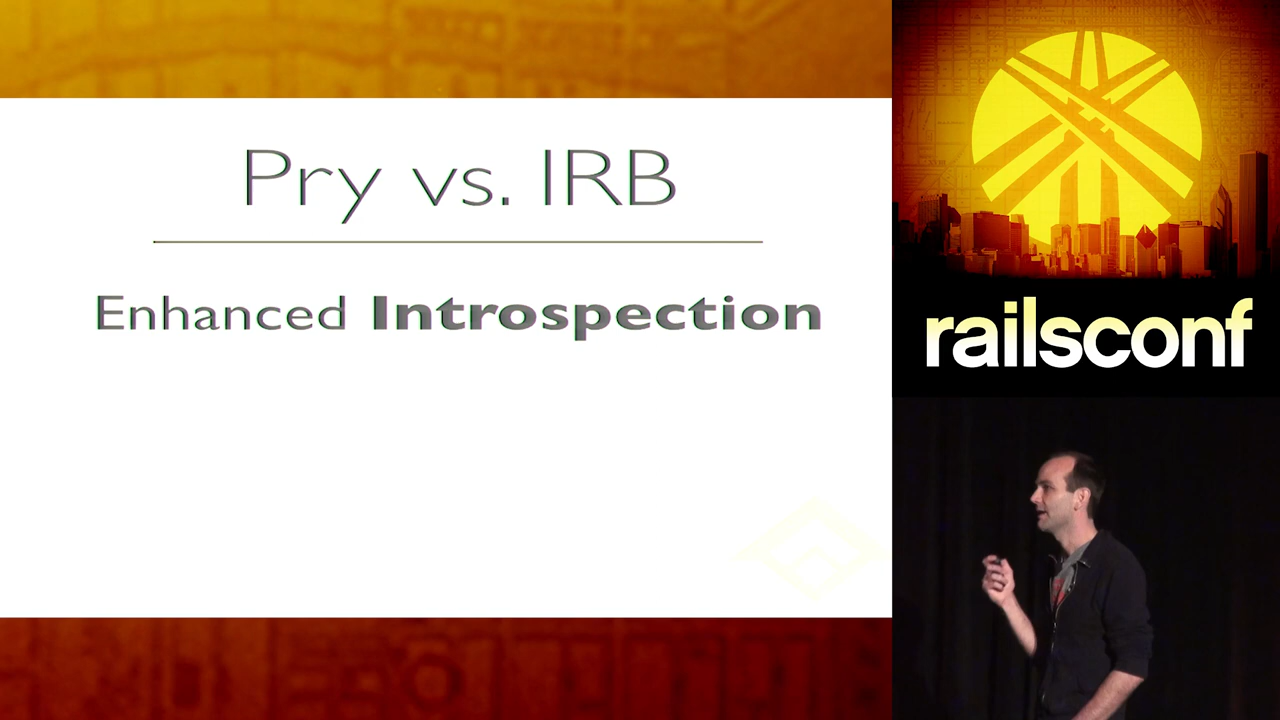 Pry vs. IRB
Enhanced Introspection
railsconf